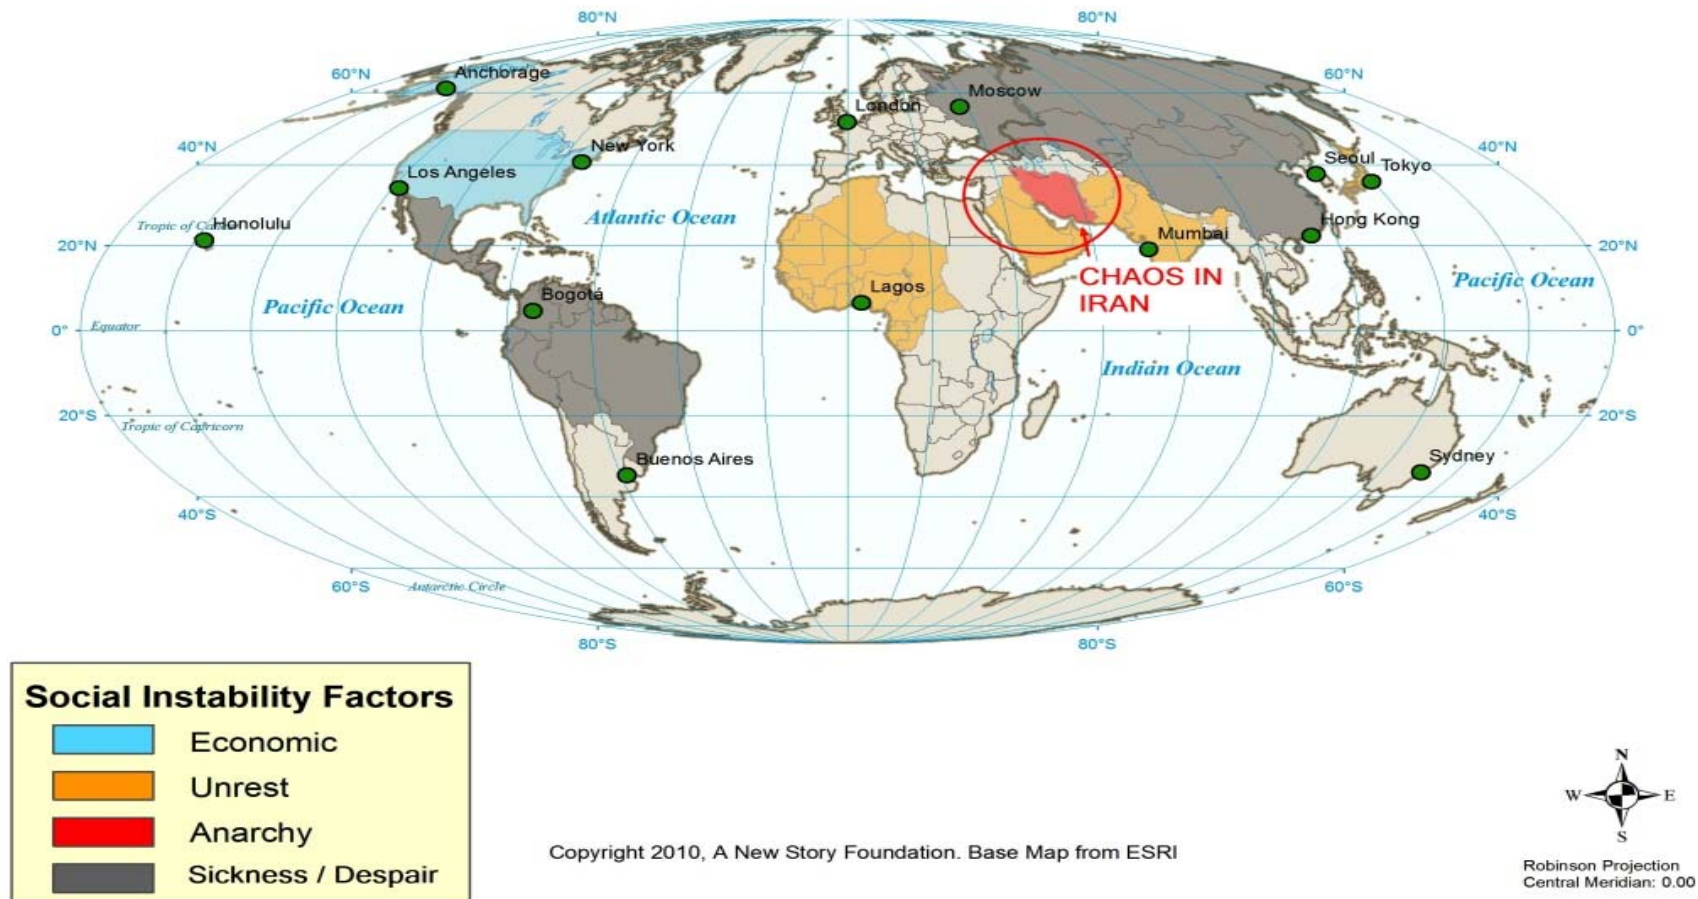 80°N
80°N
60°N
Anchorage
60°N
Moscow
London
40°N
New York
40°N
Seoul
Tokyo
Los Angeles
Atlantic Ocean
Tropic of
Honolulu
Hong Kong
20°N
Mumbai
20°N
CHAOS IN
IRAN
Pacific Ocean
Lagos
Bogotá
Pacific Ocean
Equator
0°
0°
Indian Ocean
20°S
20°S
Tropic of Capricorn
Buenos Aires
Sydney
40°S
40°S
60°S
Antarctic Circle
60°S
80°S
80°S
Social Instability Factors
Economic
Unrest
Anarchy
Sickness / Despair
N
W
E
S
Copyright 2010, A New Story Foundation. Base Map from ESRI
Robinson Projection
Central Meridian: 0.00